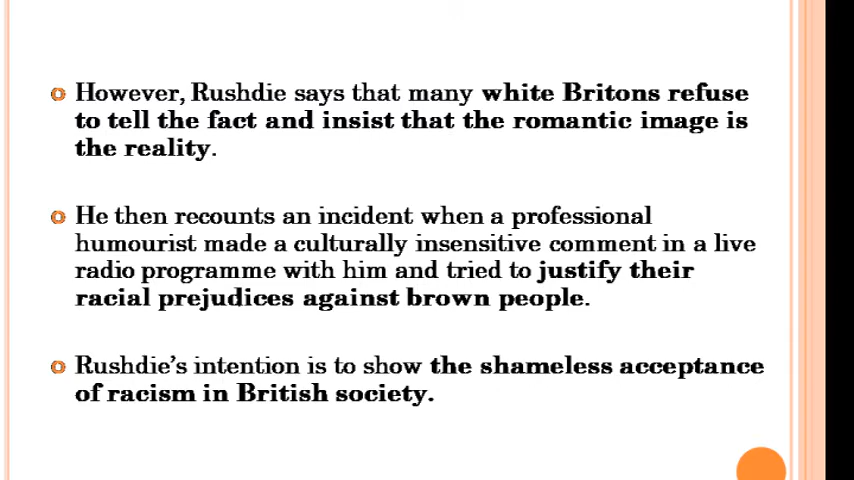 However, Rushdie says that many white Britons refuse
to tell the fact and insist that the romantic image is
the reality.
He then recounts an incident when a professional
humourist made a culturally insensitive comment in a live
radio programme with him and tried to justify their
racial prejudices against brown people.
Rushdie's intention is to show the shameless acceptance
of racism in British society.